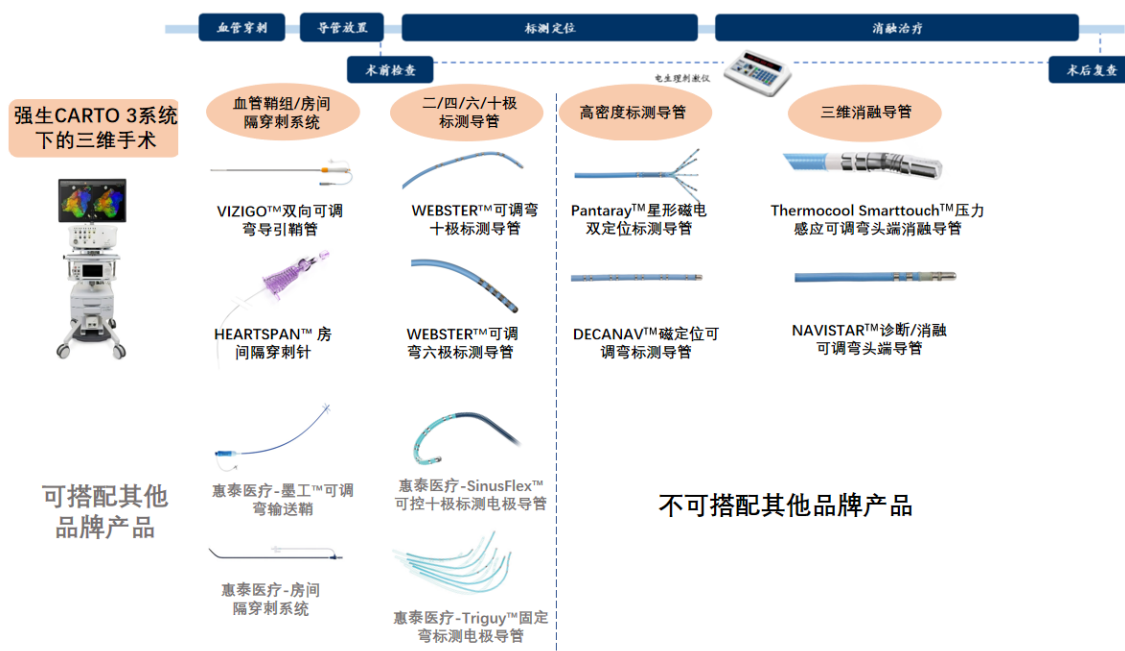 血管穿刺
导管放置
标测定位
消融治疗
术前检查
电生理刺激仪
术后复查
强生CARTO 3系统
下的三维手术
血管鞘组/房间
隔穿刺系统
二/四/六/十极
标测导管
高密度标测导管
三维消融导管
VIZIGO™双向可调
弯导引鞘管
WEBSTER™可调弯
十极标测导管
Pantaray™星形磁电
双定位标测导管
Thermocool Smarttouch™压力
感应可调弯头端消融导管
HEARTSPAN™ 房
间隔穿刺针
WEBSTER™可调
弯六极标测导管
DECANAV™磁定位可
调弯标测导管
NAVISTAR™诊断/消融
可调弯头端导管
可搭配其他
品牌产品
惠泰医疗-墨工™可调
弯输送鞘
惠泰医疗-SinusFlex™
可控十极标测电极导管
不可搭配其他品牌产品
惠泰医疗-房间
隔穿刺系统
惠泰医疗-Triguy™固定
弯标测电极导管